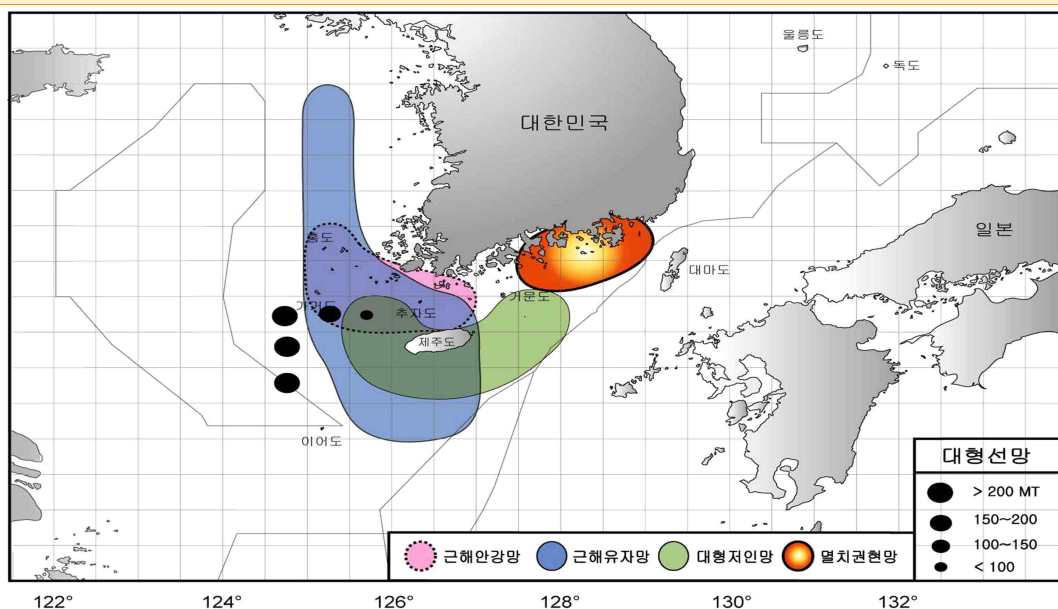 울릉도
독도
대한민국
일본
홍도
대마도
거문도
가거도
추자도
제주도
이어도
대형선망
> 200 MT
150~200
100~150
< 100
근해안강망
근해유자망
대형저인망
멸치권현망
122
124
126
128
130°
132°